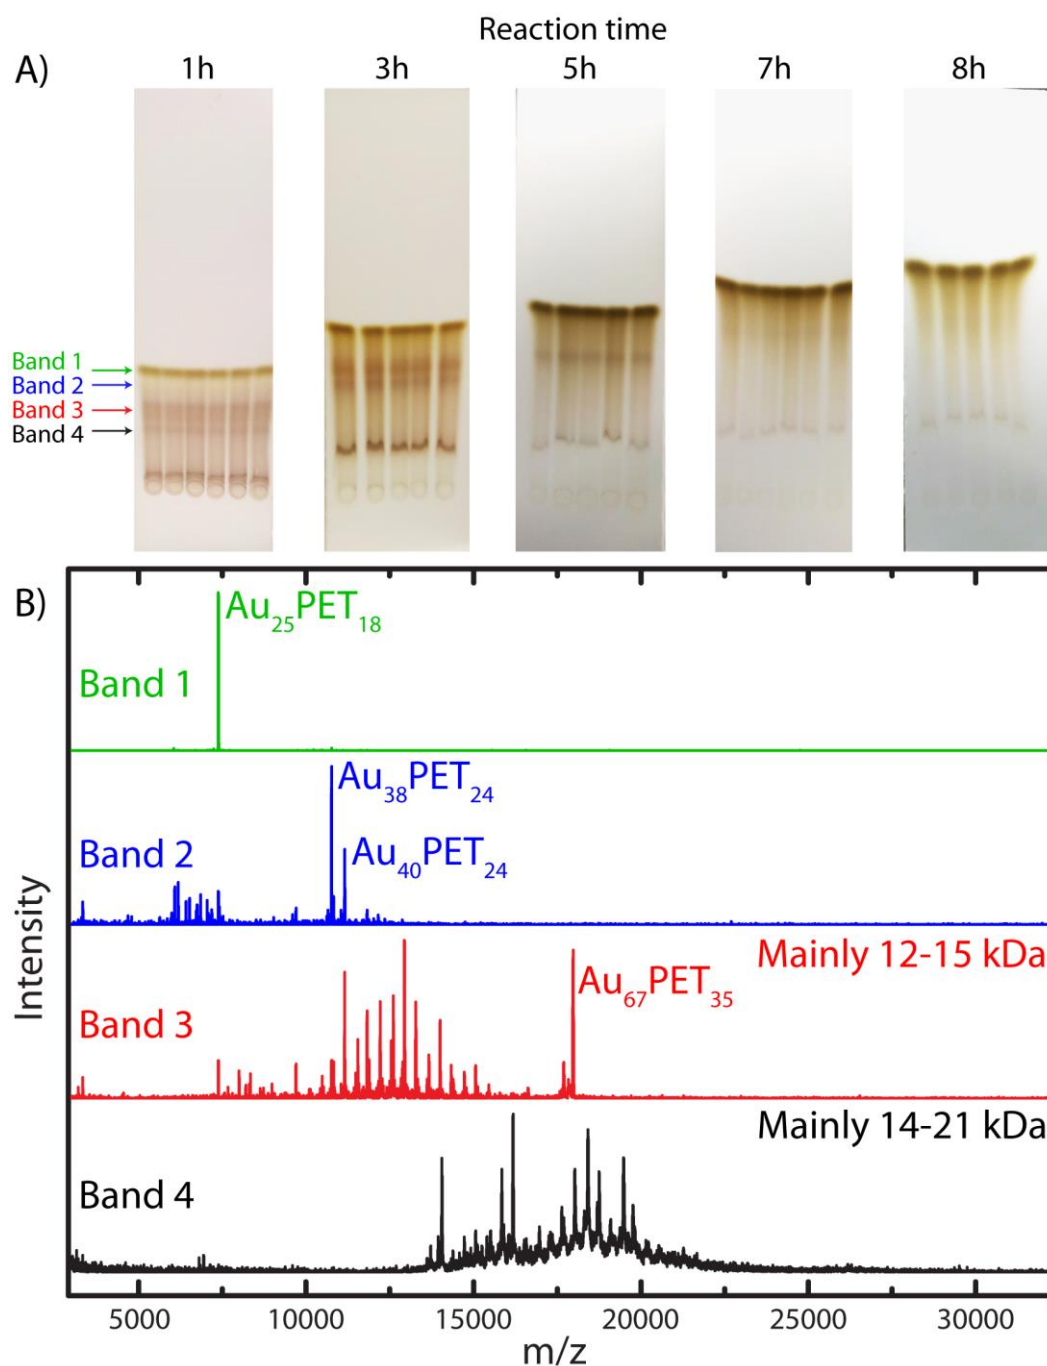 Reaction time
A)
1h
3h
5h
7h
8h
Band 1
Band 2
Band 3
Band 4
B)
Au25PET18
Band 1
Au38PET24
Au40PET24
Band 2
Mainly 12-15 kDa
Au67PET35
Band 3
Mainly 14-21 kDa
Band 4
Intensity
5000 10000 15000 20000 25000 30000
m/z